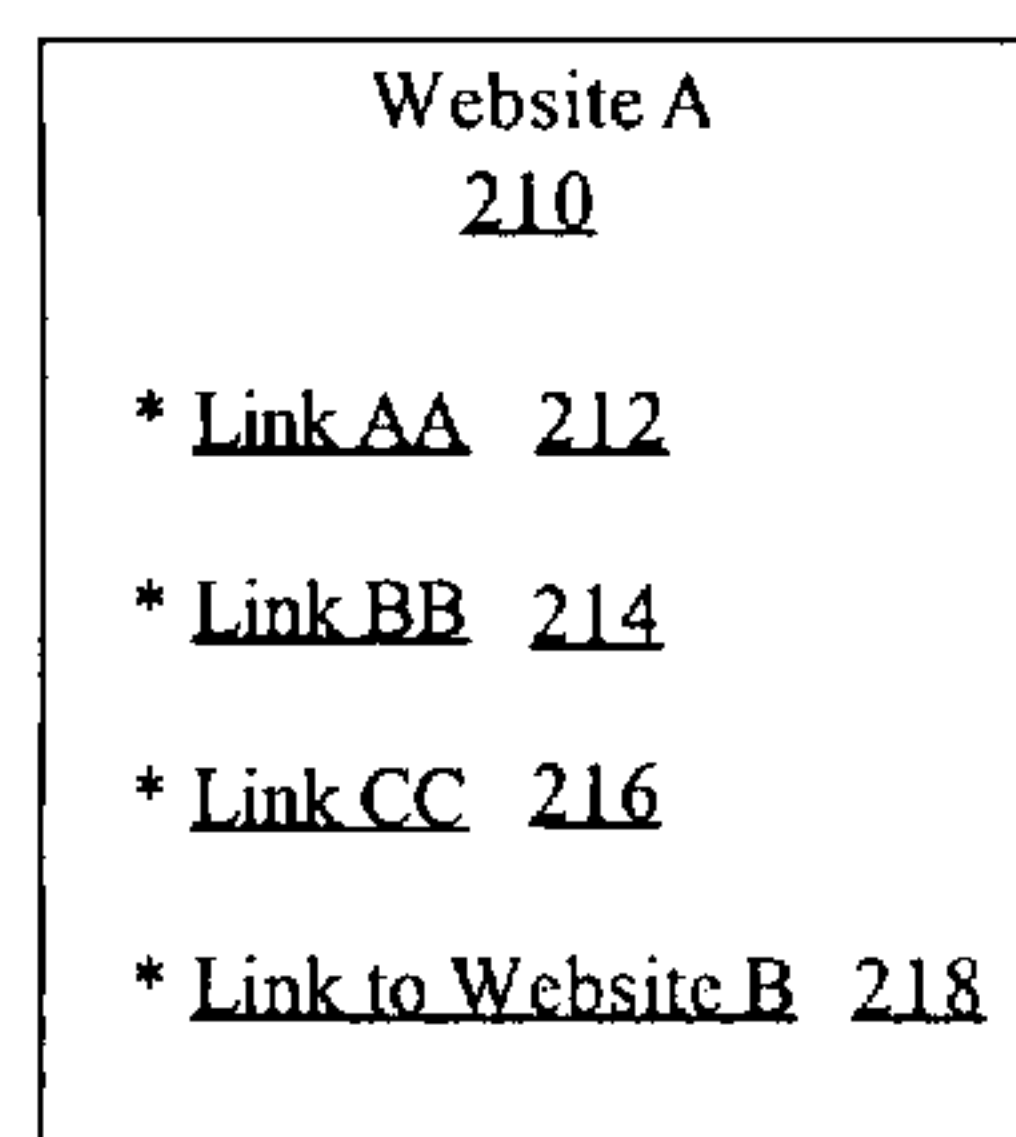 Website A
210
* Link AA 212
* Link BB 214
* Link CC 216
* Link to Website B 218